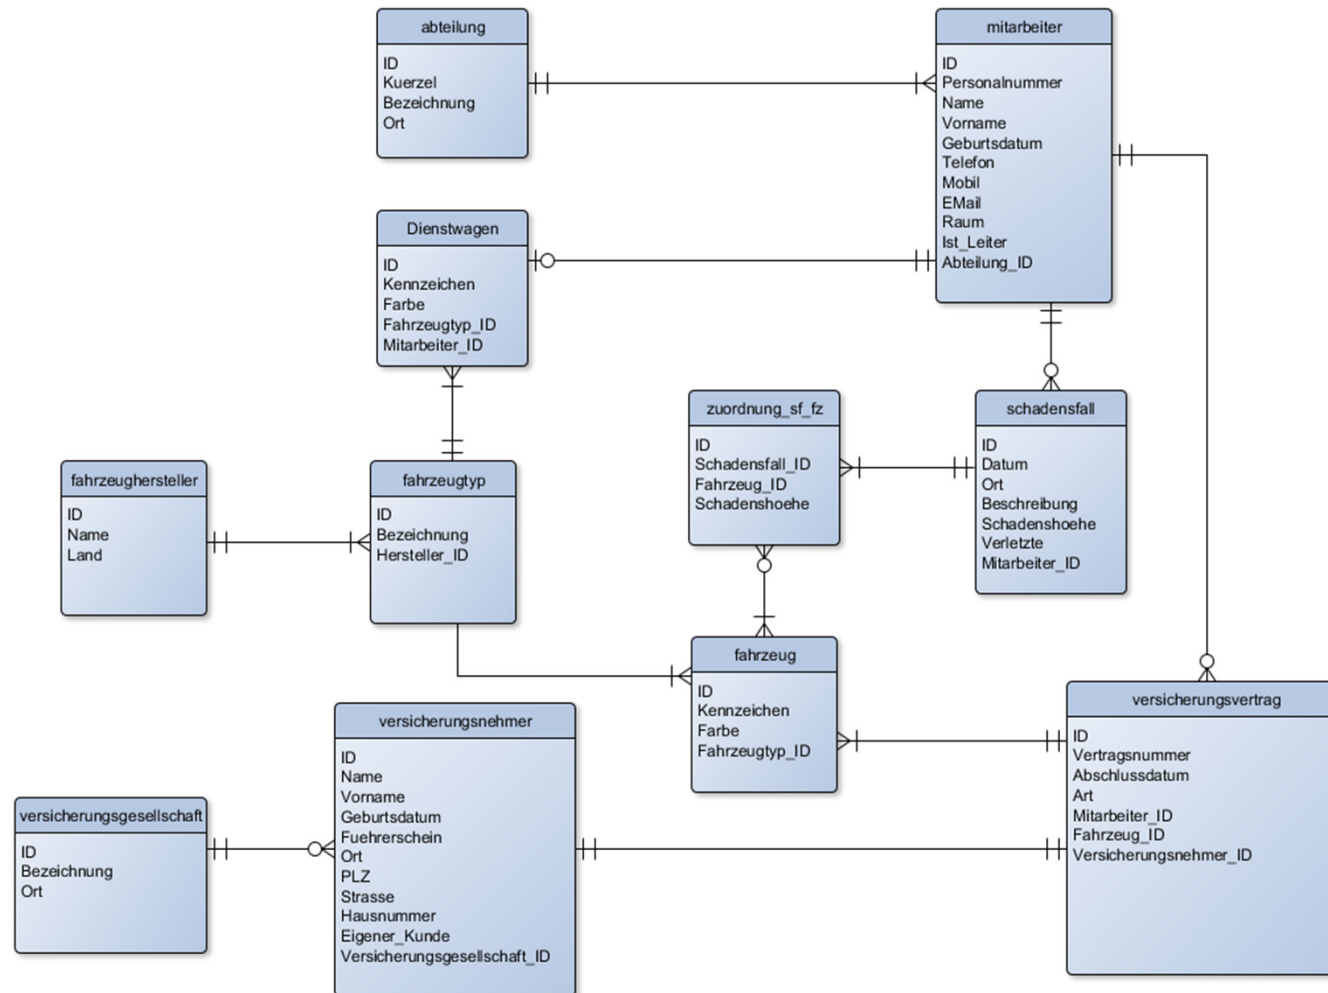 abteilung
ID
Kuerzel
Bezeichnung
Ort
mitarbeiter
ID
Personalnummer
Name
Vorname
Geburtsdatum
Telefon
Mobil
EMail
Raum
Ist_Leiter
Abteilung_ID
Dienstwagen
ID
Kennzeichen
Farbe
Fahrzeugtyp_ID
Mitarbeiter_ID
zuordnung_sf_fz
ID
Schadensfall_ID
Fahrzeug_ID
Schadenshoehe
schadensfall
ID
Datum
Ort
Beschreibung
Schadenshoehe
Verletzte
Mitarbeiter_ID
fahrzeughersteller
ID
Name
Land
fahrzeugtyp
ID
Bezeichnung
Hersteller_ID
fahrzeug
ID
Kennzeichen
Farbe
Fahrzeugtyp_ID
versicherungsvertrag
ID
Vertragsnummer
Abschlussdatum
Art
Mitarbeiter_ID
Fahrzeug_ID
Versicherungsnehmer_ID
versicherungsnehmer
ID
Name
Vorname
Geburtsdatum
Fuehrerschein
Ort
PLZ
Strasse
Hausnummer
Eigener_Kunde
Versicherungsgesellschaft_ID
versicherungsgesellschaft
ID
Bezeichnung
Ort